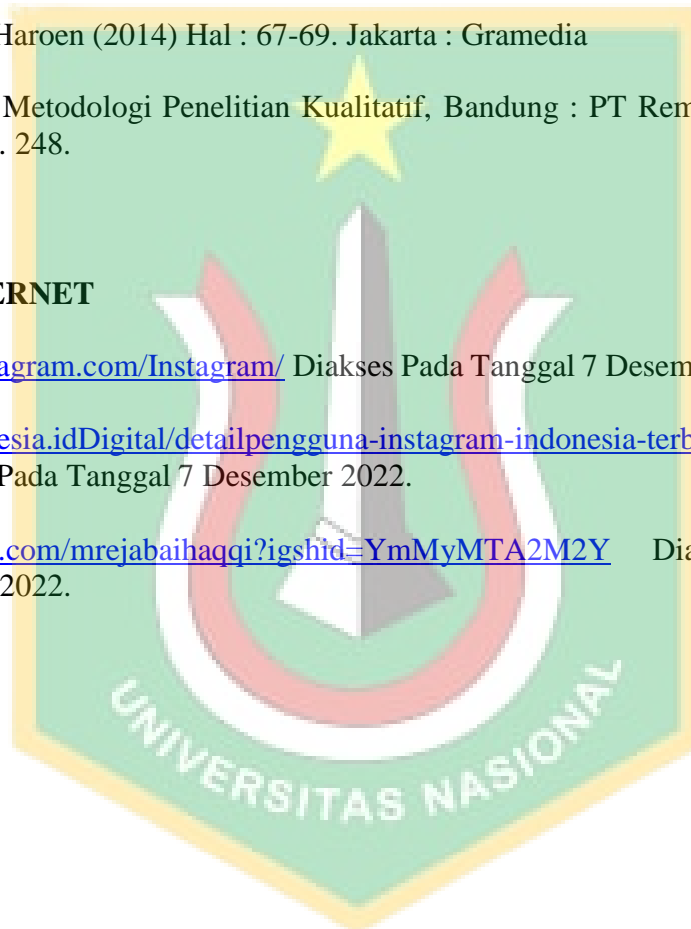 Haroen (2014) Hal : 67-69. Jakarta : Gramedia
Metodologi Penelitian Kualitatif, Bandung : PT Rem
. 248.
ERNET
agram.com/Instagram/ Diakses Pada Tanggal 7 Desem
esia.idDigital/detailpengguna-instagram-indonesia-terb
Pada Tanggal 7 Desember 2022.
.com/mrejabaihaqqi?igshid=YmMyMTA2M2Y Dia
2022.
UNIVERSITAS NASIONAL